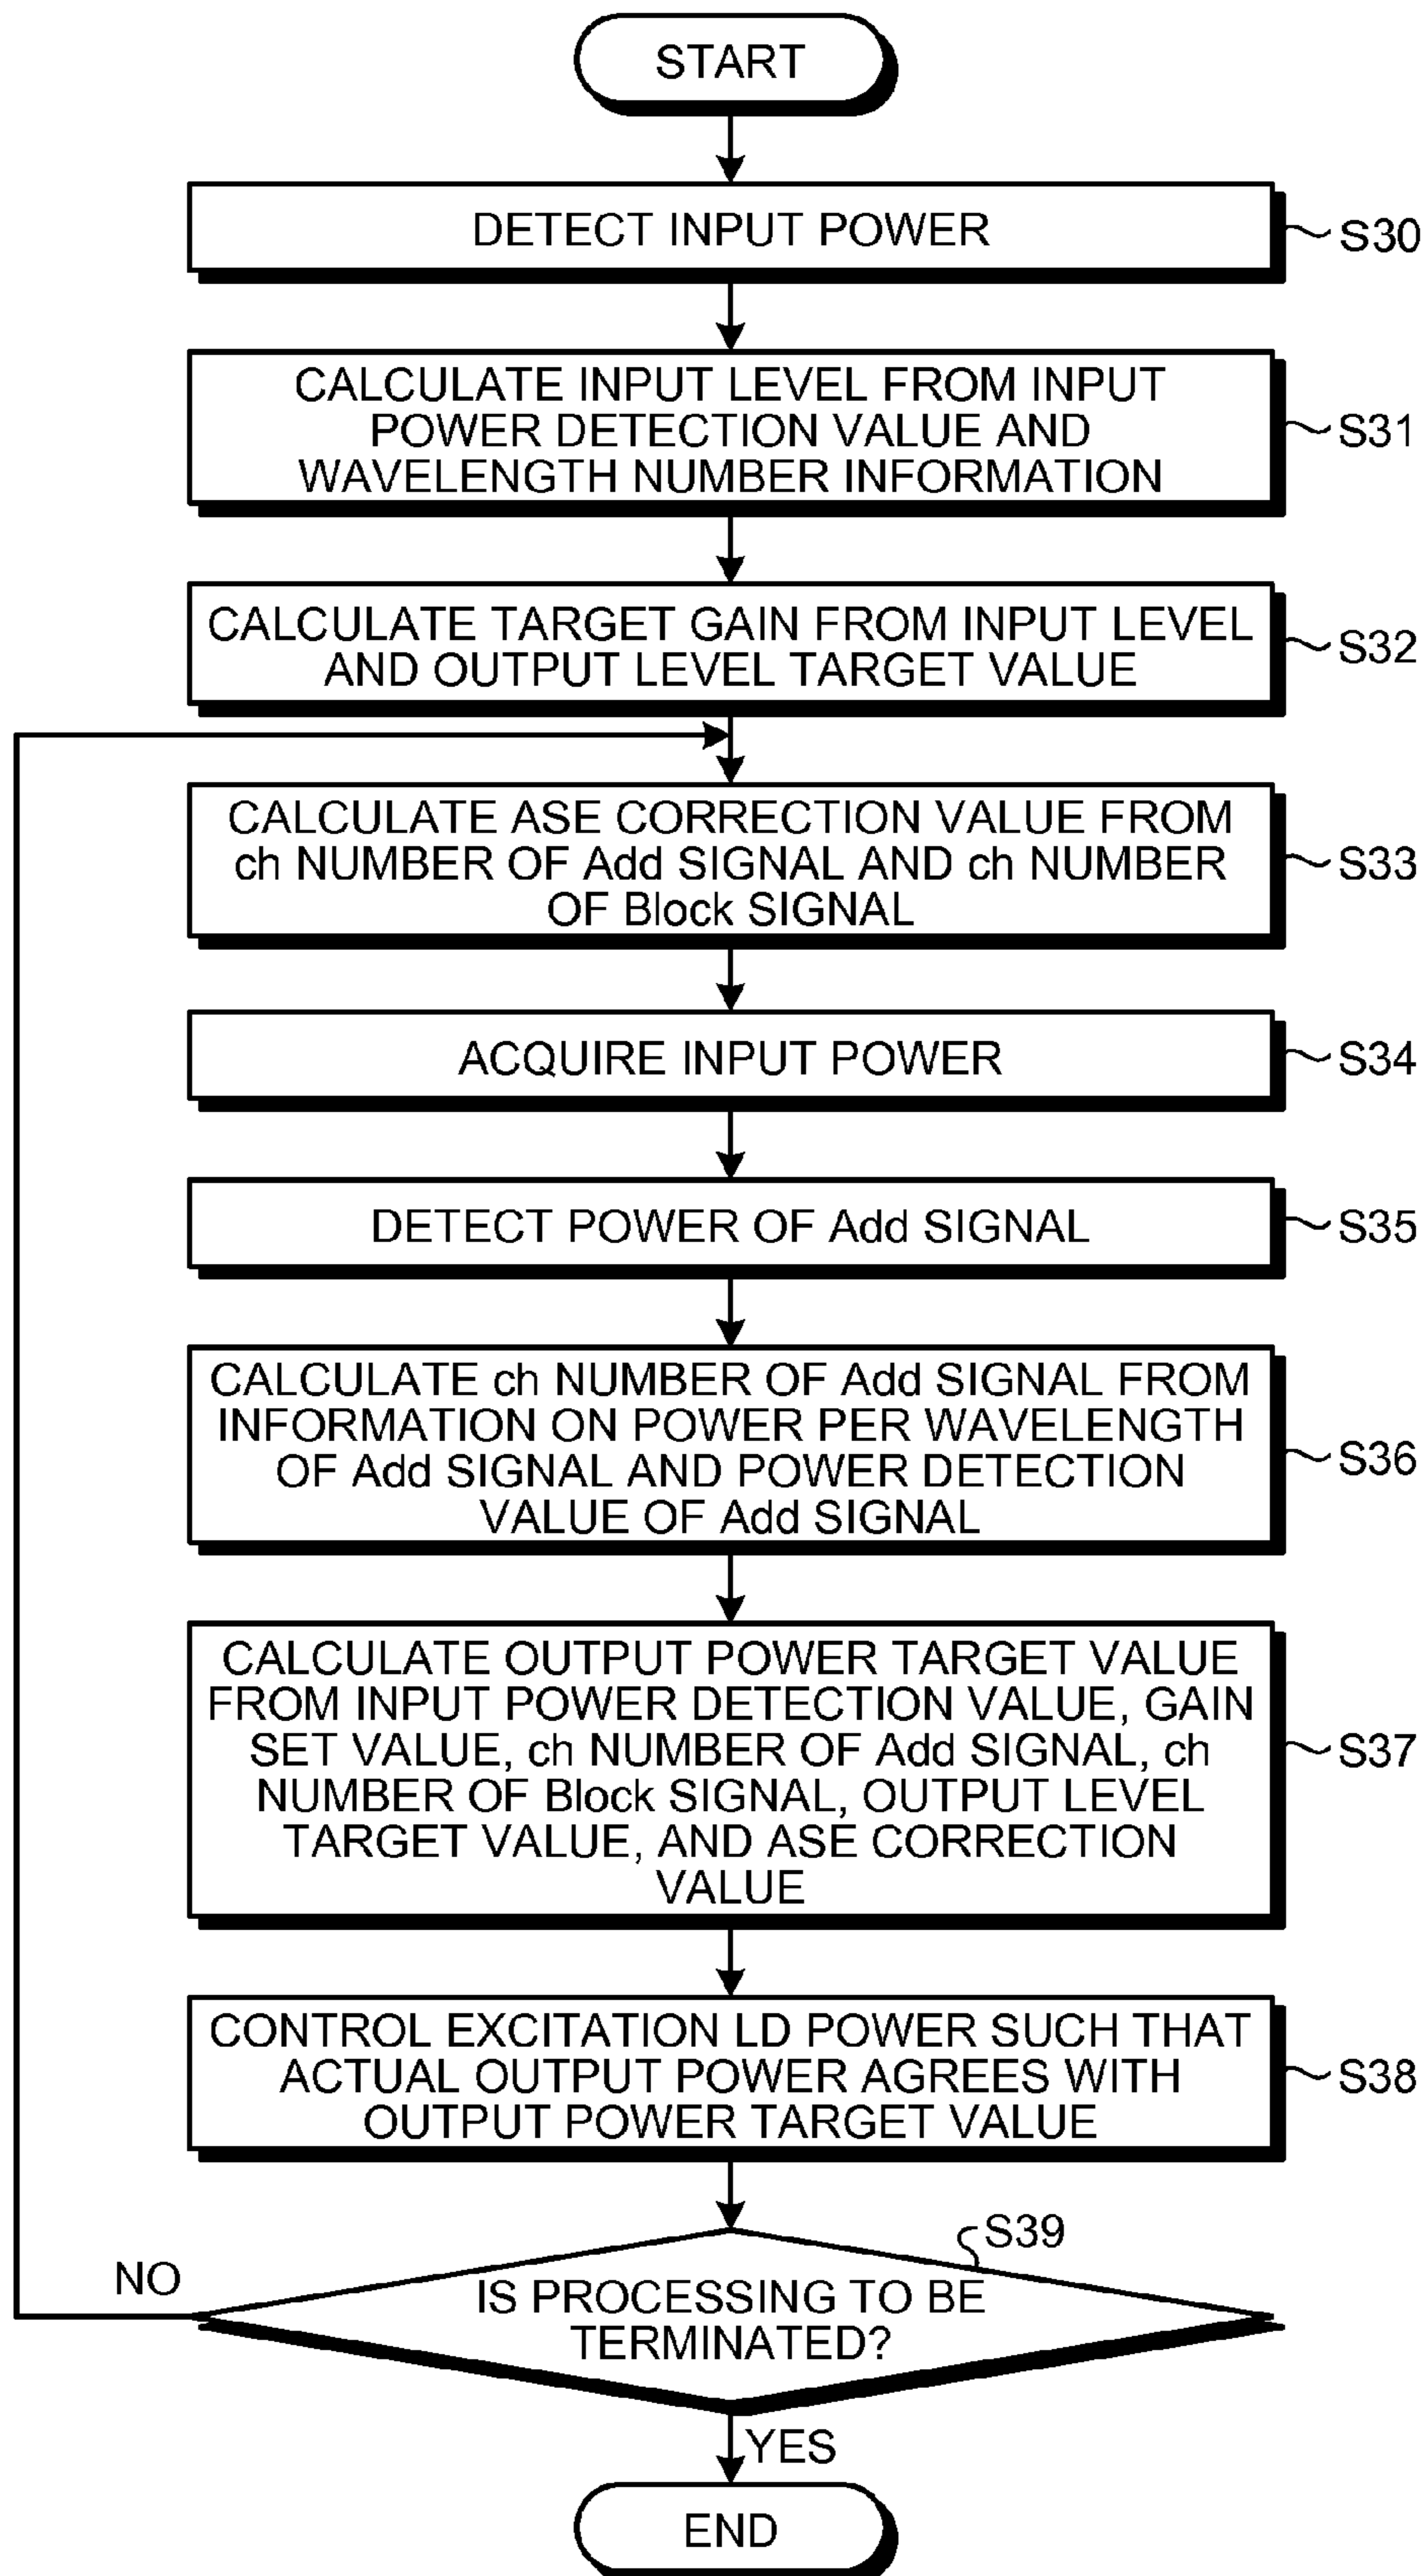 START
DETECT INPUT POWER
S30
CALCULATE INPUT LEVEL FROM INPUT
POWER DETECTION VALUE AND
WAVELENGTH NUMBER INFORMATION
S31
CALCULATE TARGET GAIN FROM INPUT LEVEL
AND OUTPUT LEVEL TARGET VALUE
S32
CALCULATE ASE CORRECTION VALUE FROM
ch NUMBER OF Add SIGNAL AND ch NUMBER
OF Block SIGNAL
S33
ACQUIRE INPUT POWER
S34
DETECT POWER OF Add SIGNAL
S35
CALCULATE ch NUMBER OF Add SIGNAL FROM
INFORMATION ON POWER PER WAVELENGTH
OF Add SIGNAL AND POWER DETECTION
VALUE OF Add SIGNAL
S36
CALCULATE OUTPUT POWER TARGET VALUE
FROM INPUT POWER DETECTION VALUE, GAIN
SET VALUE, ch NUMBER OF Add SIGNAL, ch
NUMBER OF Block SIGNAL, OUTPUT LEVEL
TARGET VALUE, AND ASE CORRECTION
VALUE
S37
CONTROL EXCITATION LD POWER SUCH THAT
ACTUAL OUTPUT POWER AGREES WITH
OUTPUT POWER TARGET VALUE
S38
S39
NO
IS PROCESSING TO BE
TERMINATED?
YES
END